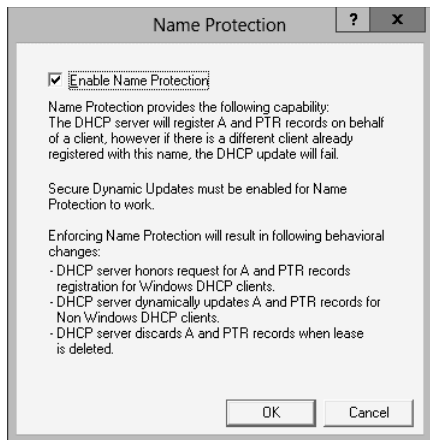 Name Protection
? x
Enable Name Protection
Name Protection provides the following capability:
The DHCP server will register A and PTR records on behalf
of a client, however if there is a different client already
registered with this name, the DHCP update will fail.
Secure Dynamic Updates must be enabled for Name
Protection to work.
Enforcing Name Protection will result in following behavioral
changes:
- DHCP server honors request for A and PTR records
registration for Windows DHCP clients.
- DHCP server dynamically updates A and PTR records for
Non Windows DHCP clients.
- DHCP server discards A and PTR records when lease
is deleted.
OK
Cancel